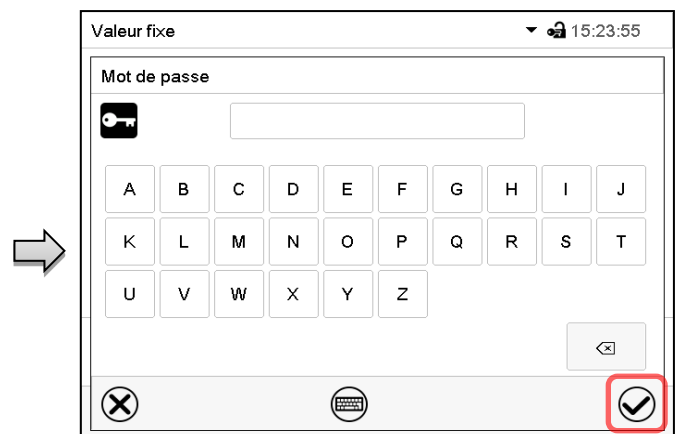 Valeur fixe 15:23:55
Mot de passe
A B C D E F G H I J
K L M N O P Q R S T
U V W X Y Z